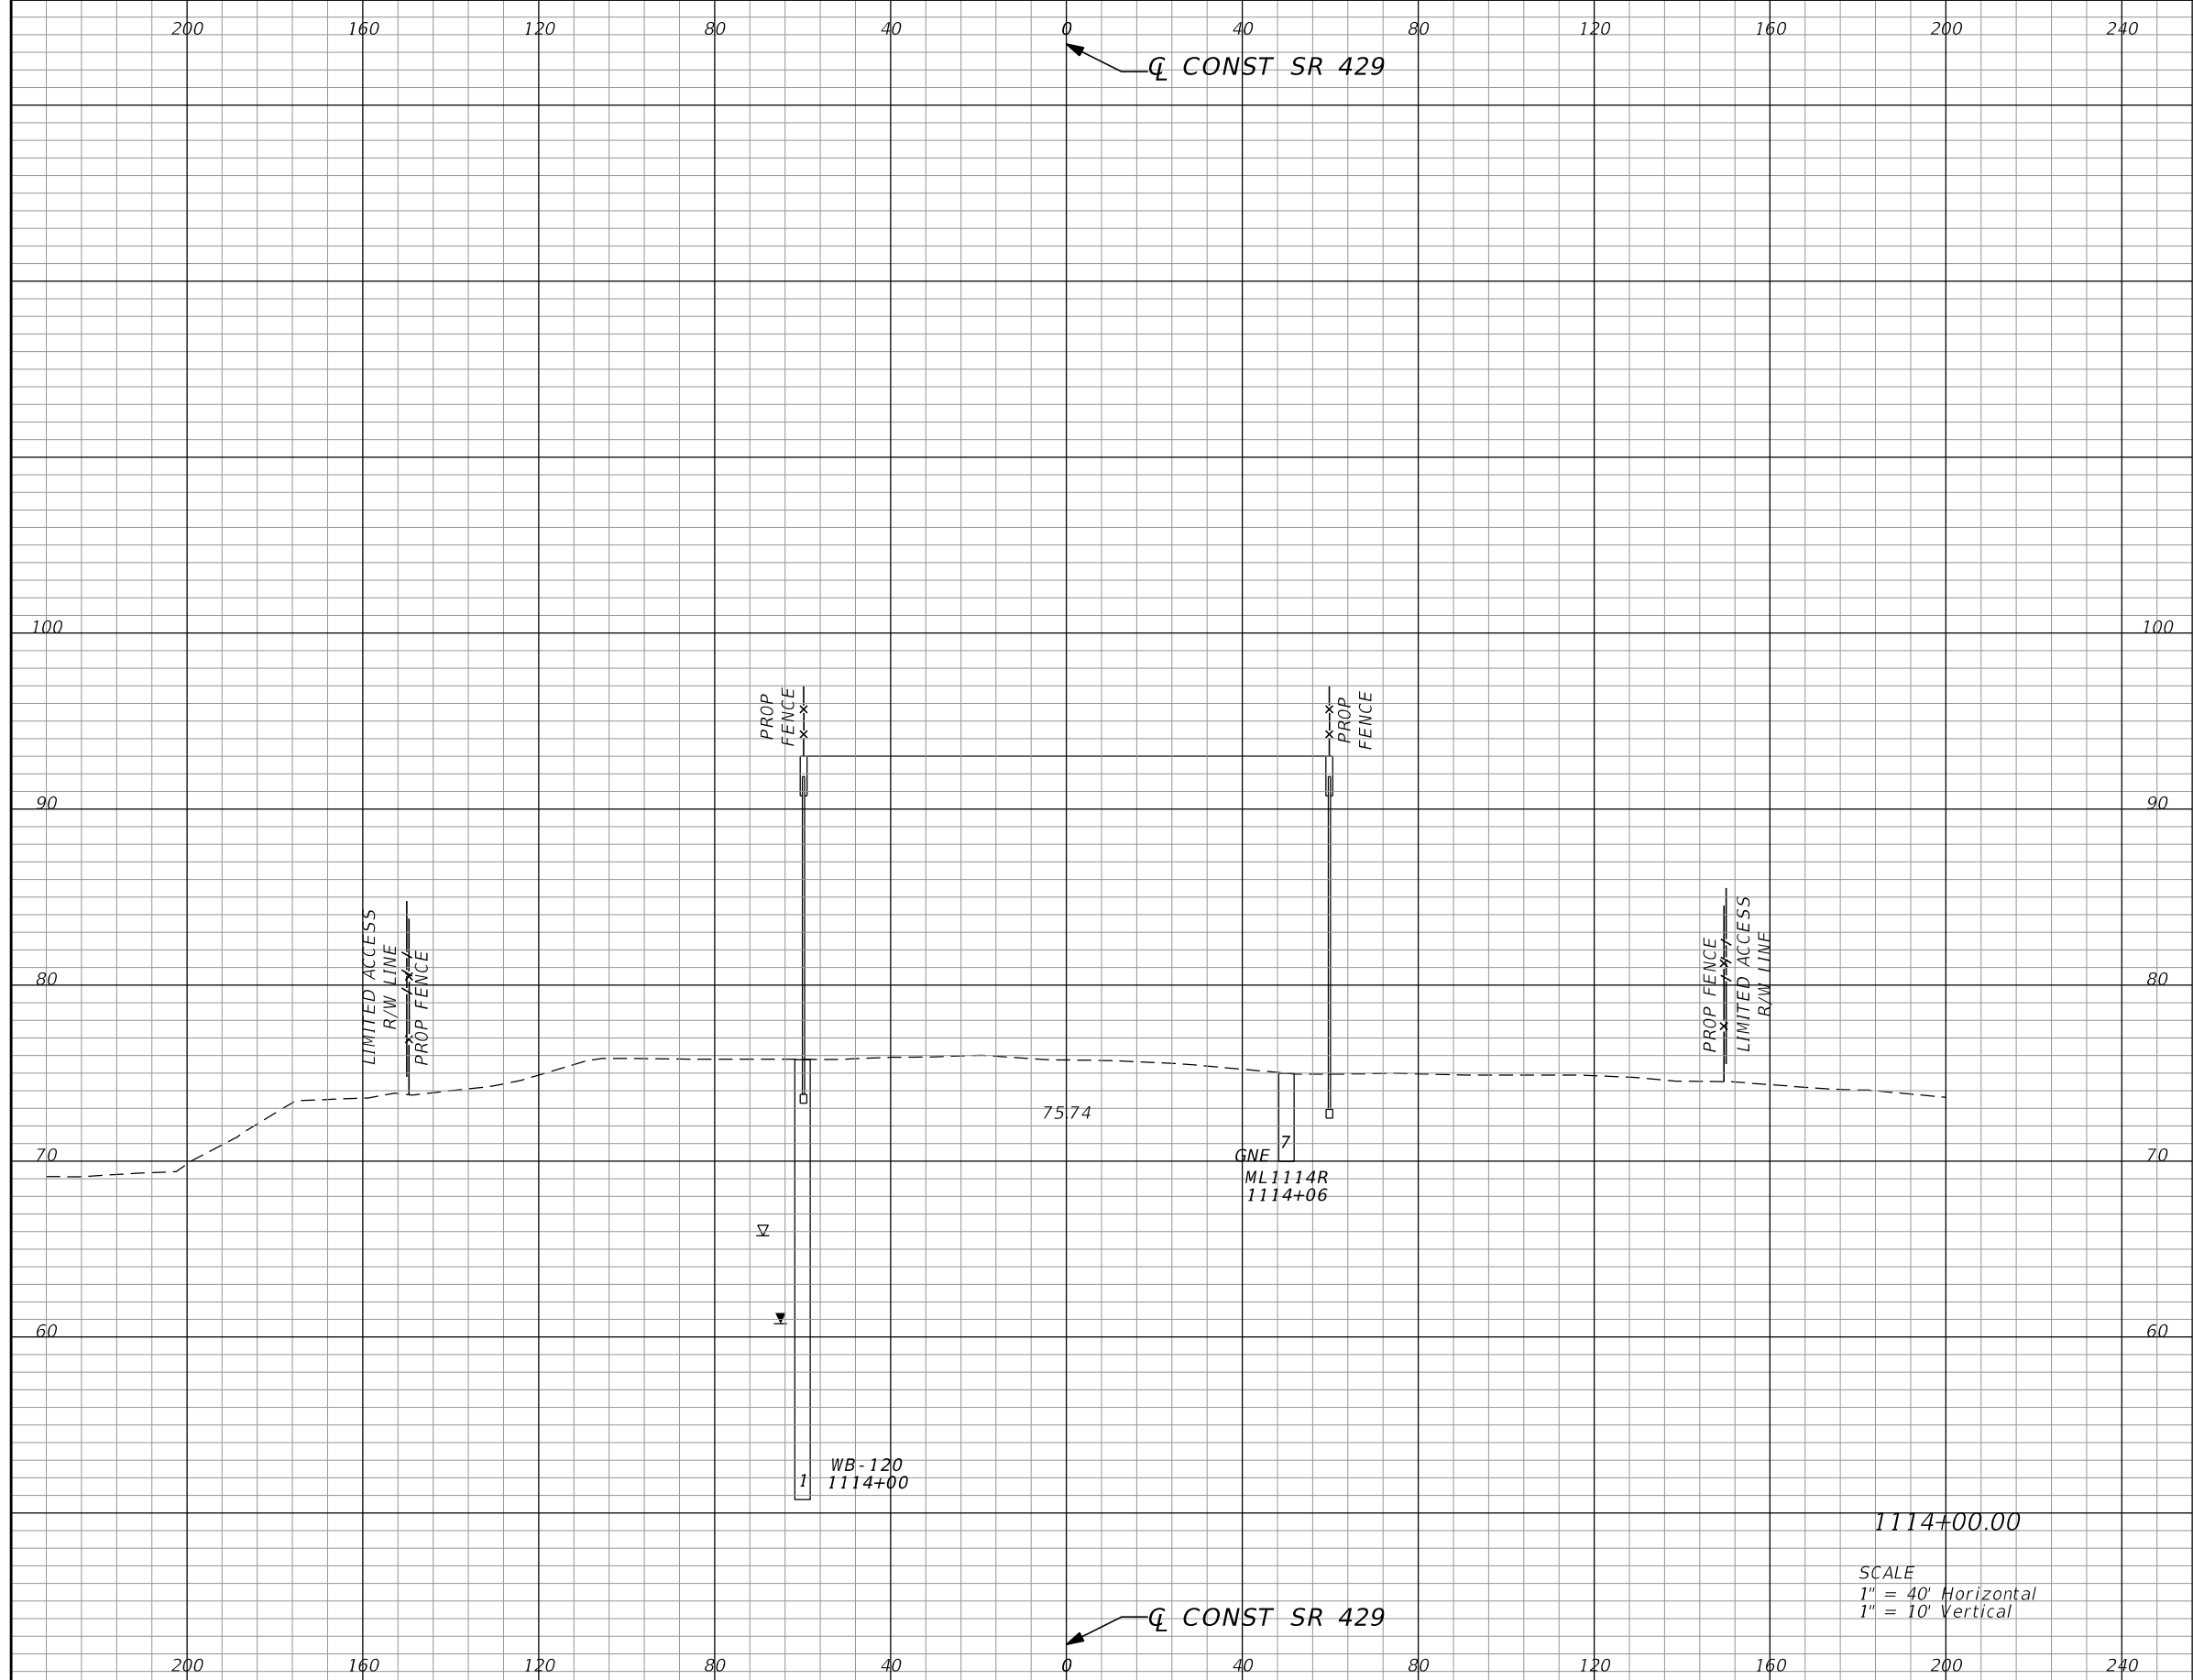 200 160 120 80 40 0 40 80 120 160 200 240
℄ CONST SR 429
100 100
PROP
FENCE
PROP
FENCE
90 90
LIMITED ACCESS
R/W LINE
PROP FENCE
PROP FENCE
LIMITED ACCESS
R/W LINE
80 80
75.74
7
GNE
70 70
ML1114R
1114+06
60 60
WB-120
1 1114+00
1114+00.00
SCALE
1" = 40' Horizontal
1" = 10' Vertical
℄ CONST SR 429
200 160 120 80 40 0 40 80 120 160 200 240